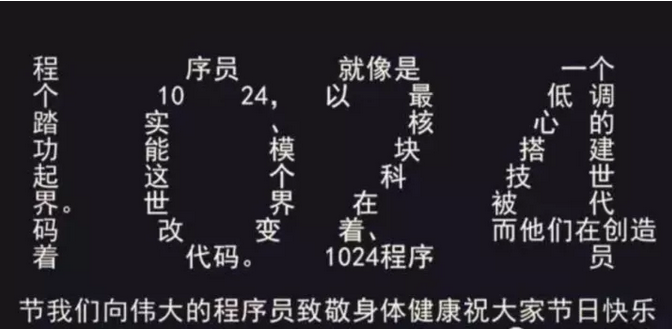 程 序员 就像是 一个
个 10 24， 以 最 低 调
踏 实 、 核 心 的
功 能 模 块 搭 建
起 这 个 科 技 世
界。 世 界 在 被 代
码 改 变 着、 而他们在创造
着 代码。 1024程序 员
节我们向伟大的程序员致敬身体健康祝大家节日快乐